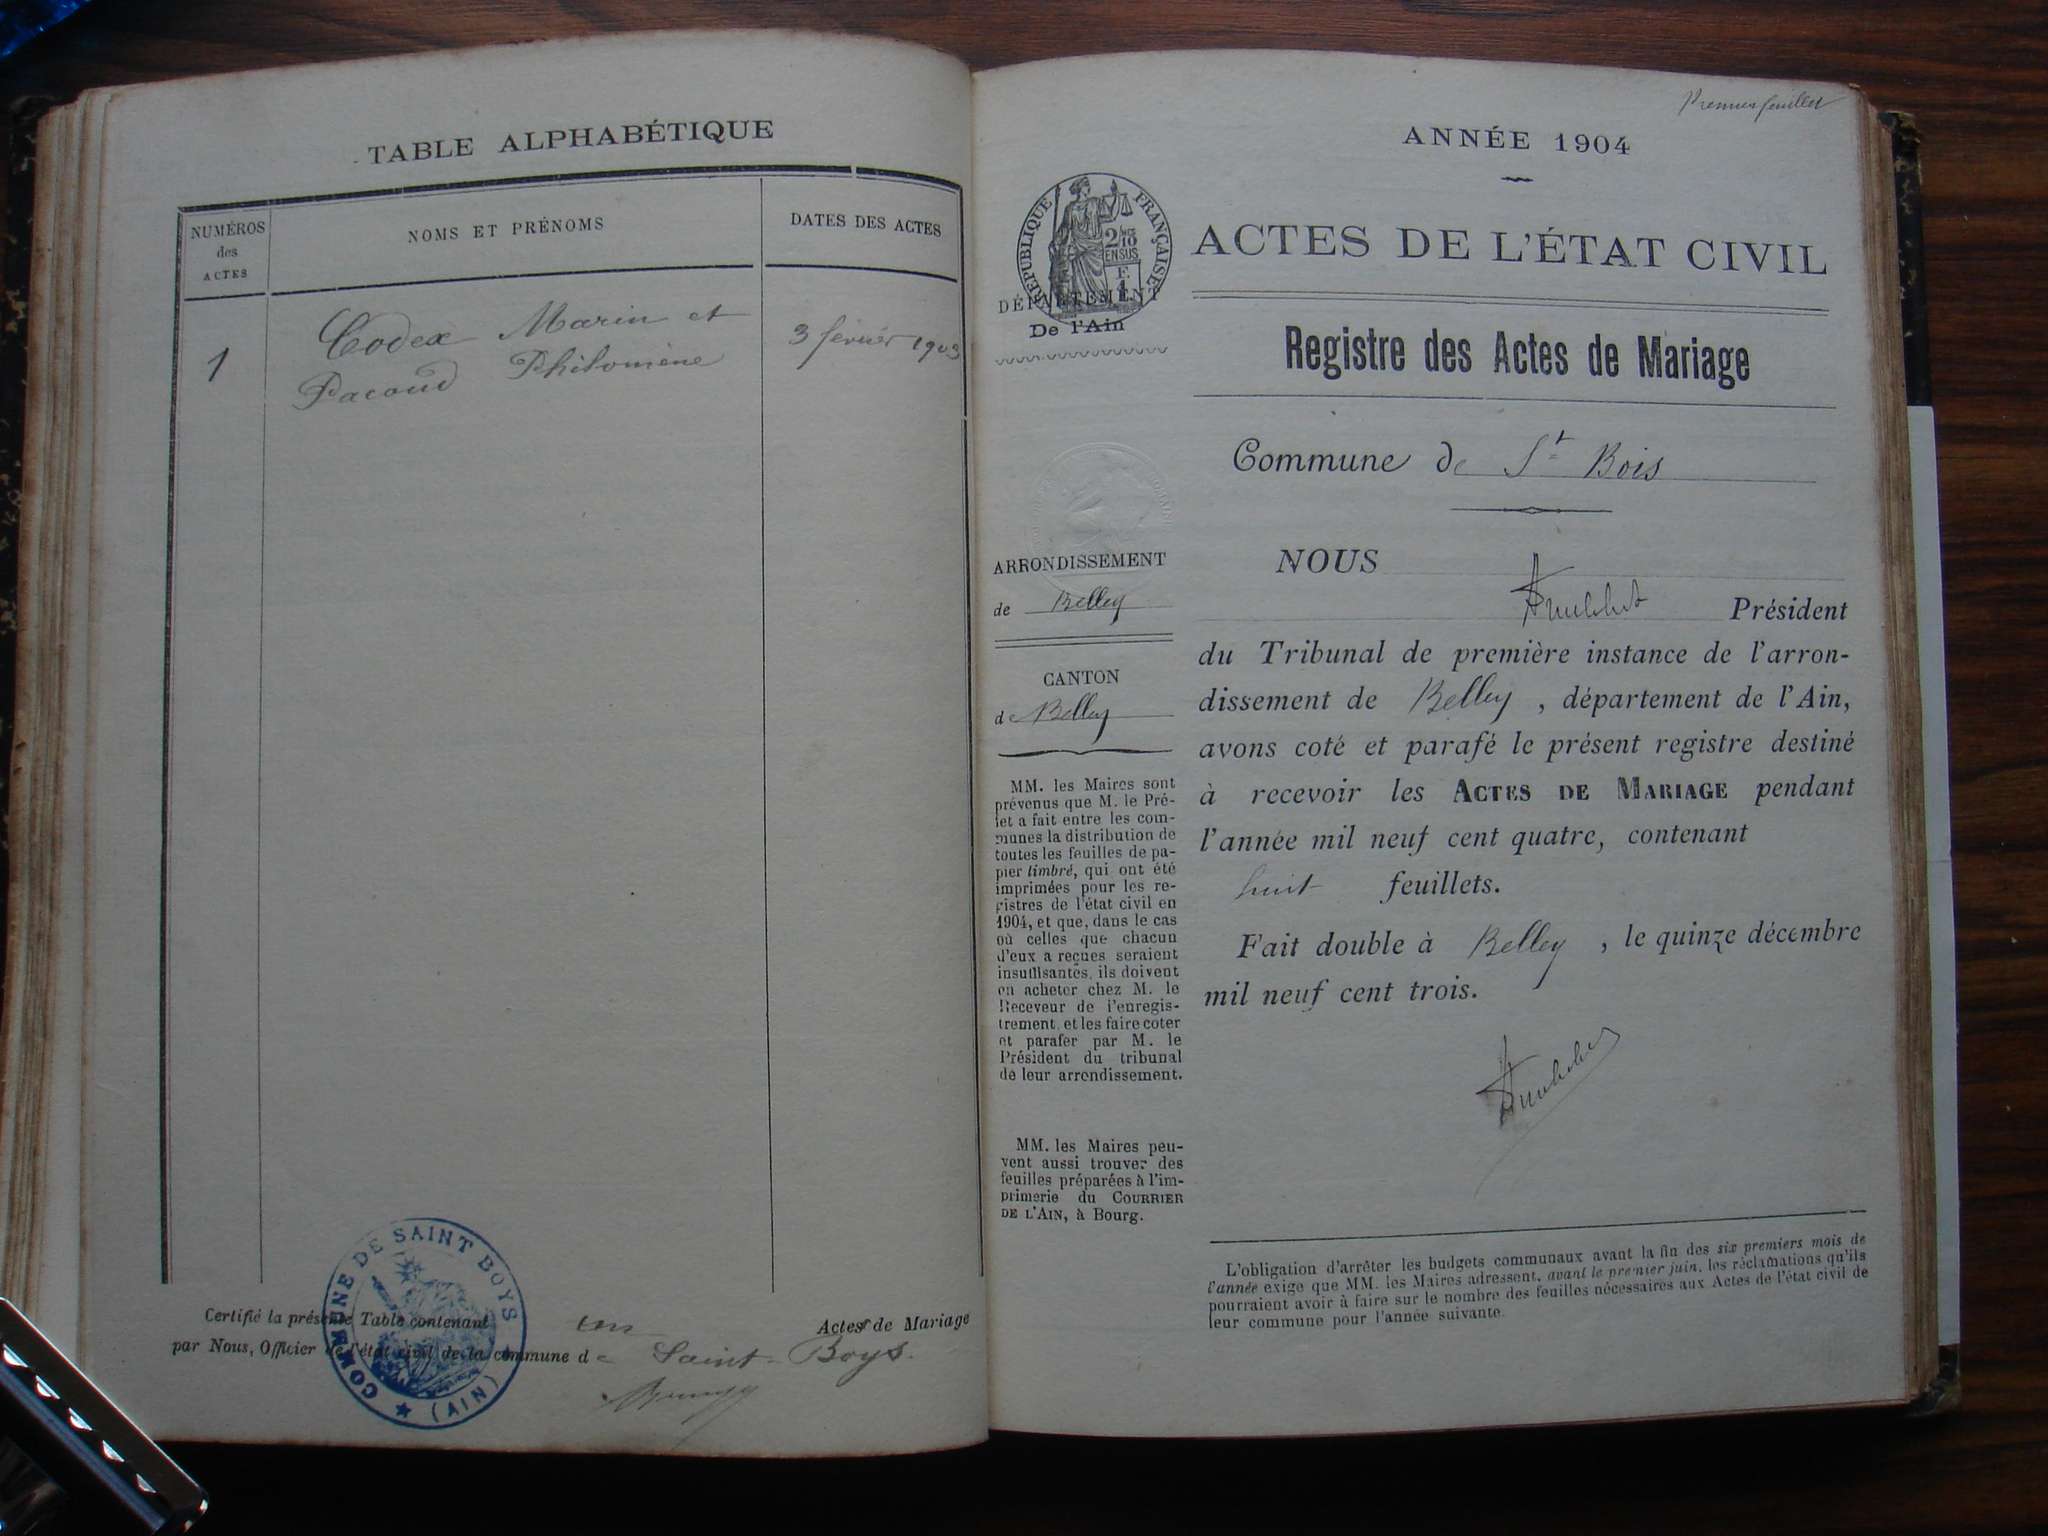 TABLE ALPHABÉTIQUE
NUMÉROS
des
ACTES
NOMS ET PRÉNOMS
DATES DES ACTES
1
Codex Marin et
Pacoud Philomène
3 février 1903
COMMUNE DE SAINT BOYS
(AIN)
Certifié la présente Table contenant un Actes de Mariage
par Nous, Officier de l'état civil de la commune de Saint-Boys.
Premier feuillet
ANNÉE 1904
RÉPUBLIQUE FRANÇAISE
2/10
EN SUS
DÉPARTEMENT
De l'Ain
ACTES DE L'ÉTAT CIVIL
Registre des Actes de Mariage
Commune de St Bois
ARRONDISSEMENT
de Belley
CANTON
de Belley
MM. les Maires sont
prévenus que M. le Pré-
fet a fait entre les com-
munes la distribution de
toutes les feuilles de pa-
pier timbré, qui ont été
imprimées pour les re-
gistres de l'état civil en
1904, et que, dans le cas
où celles que chacun
d'eux a reçues seraient
insuffisantes, ils doivent
en acheter chez M. le
Receveur de l'enregis-
trement, et les faire coter
et parafer par M. le
Président du tribunal
de leur arrondissement.
MM. les Maires peu-
vent aussi trouver des
feuilles préparées à l'im-
primerie du COURRIER
DE L'AIN, à Bourg.
NOUS
Président
du Tribunal de première instance de l'arron-
dissement de Belley, département de l'Ain,
avons coté et parafé le présent registre destiné
à recevoir les ACTES DE MARIAGE pendant
l'année mil neuf cent quatre, contenant
huit feuillets.
Fait double à Belley, le quinze décembre
mil neuf cent trois.
L'obligation d'arrêter les budgets communaux avant la fin des six premiers mois de
l'année exige que MM. les Maires adressent, avant le premier juin, les réclamations qu'ils
pourraient avoir à faire sur le nombre des feuilles nécessaires aux Actes de l'état civil de
leur commune pour l'année suivante.